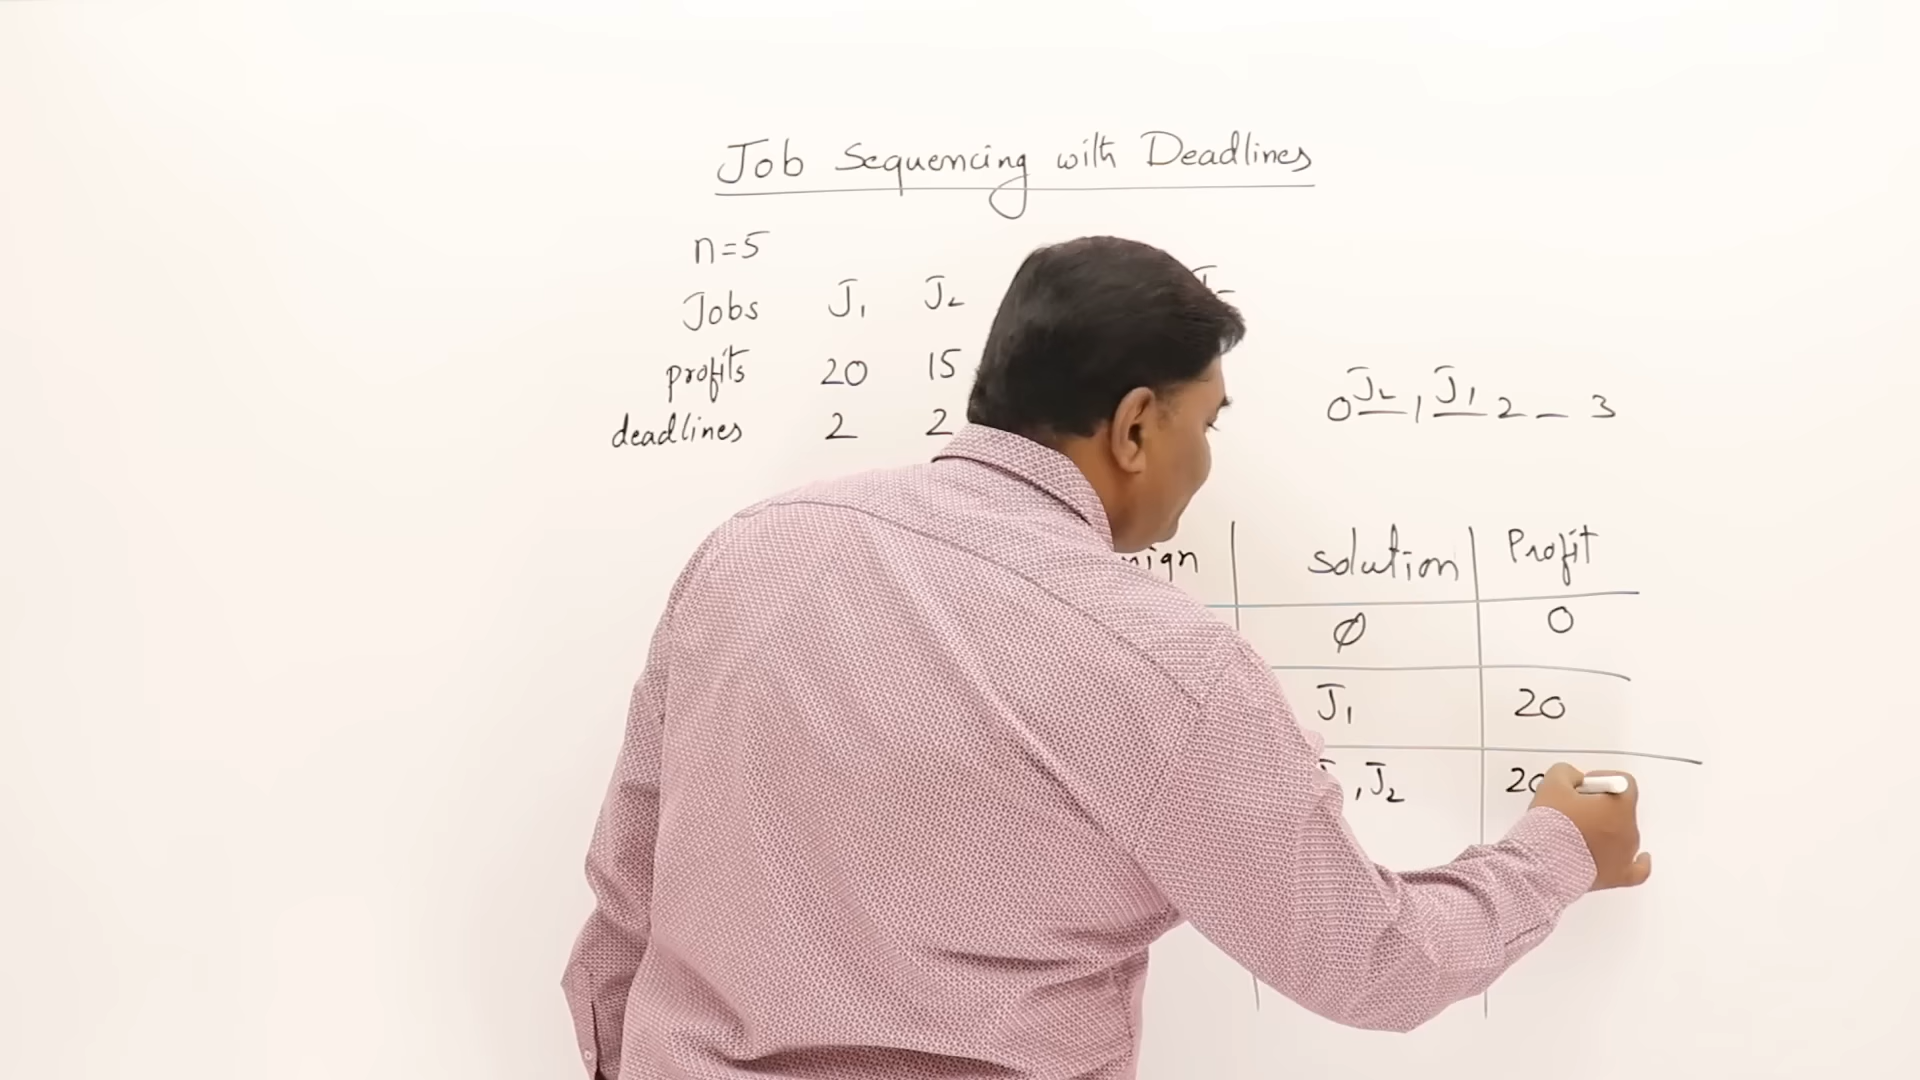 Job Sequencing with Deadlines
n=5
Jobs J₁ J₂
profits 20 15
deadlines 2 2
0 J₂ 1 J₁ 2 _ 3
solution Profit
∅ 0
J₁ 20
, J₂ 20